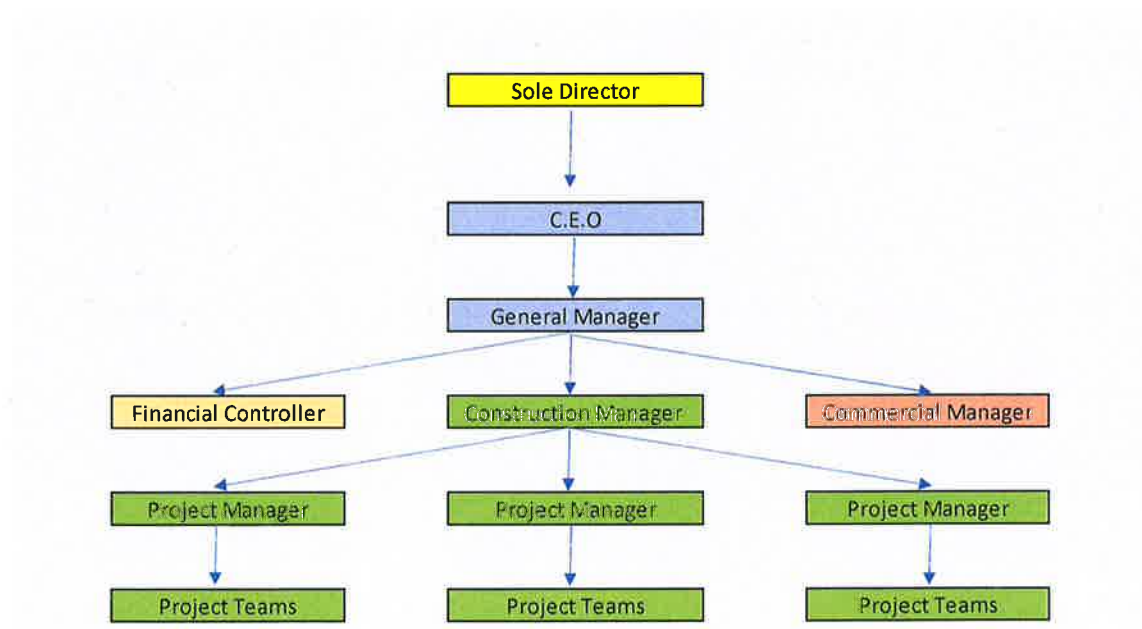 Sole Director
C.E.O
General Manager
Financial Controller
Construction Manager
Commercial Manager
Project Manager
Project Manager
Project Manager
Project Teams
Project Teams
Project Teams